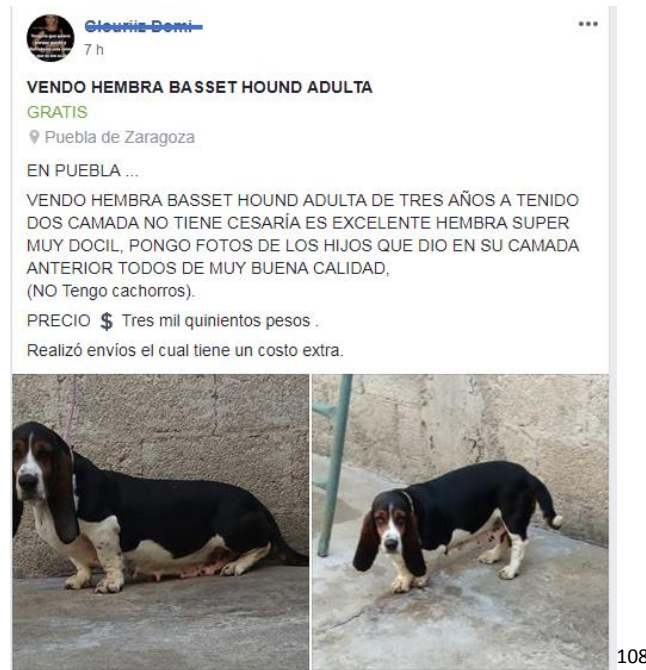 Glouriiz Domi
7 h
VENDO HEMBRA BASSET HOUND ADULTA
GRATIS
Puebla de Zaragoza
EN PUEBLA ...
VENDO HEMBRA BASSET HOUND ADULTA DE TRES AÑOS A TENIDO
DOS CAMADA NO TIENE CESARÍA ES EXCELENTE HEMBRA SUPER
MUY DOCIL, PONGO FOTOS DE LOS HIJOS QUE DIO EN SU CAMADA
ANTERIOR TODOS DE MUY BUENA CALIDAD,
(NO Tengo cachorros).
PRECIO 💲 Tres mil quinientos pesos .
Realizó envíos el cual tiene un costo extra.
108